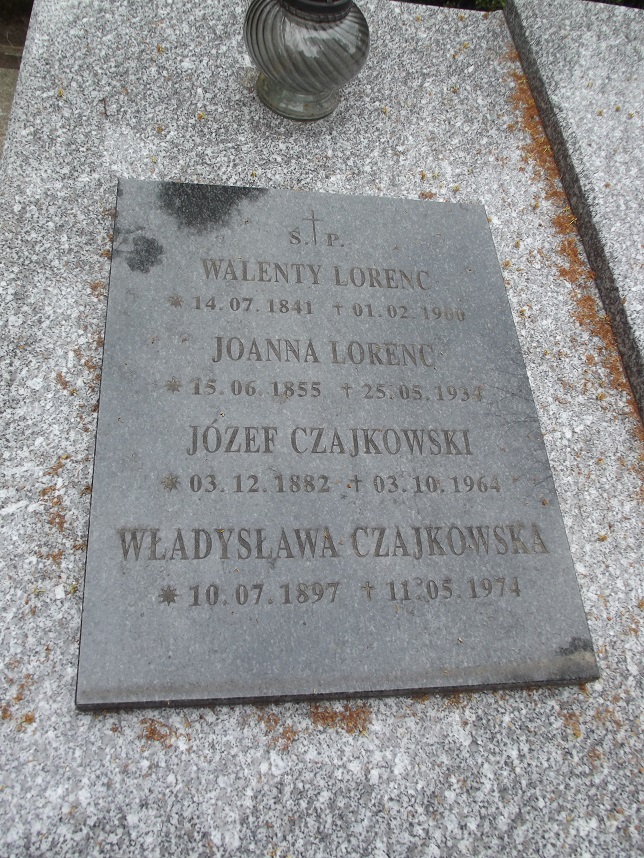 Ś. † P.
WALENTY LORENC
* 14.07.1841 † 01.02.1900
JOANNA LORENC
* 15.06.1855 † 25.05.1934
JÓZEF CZAJKOWSKI
* 03.12.1882 † 03.10.1964
WŁADYSŁAWA CZAJKOWSKA
* 10.07.1897 † 11.05.1974